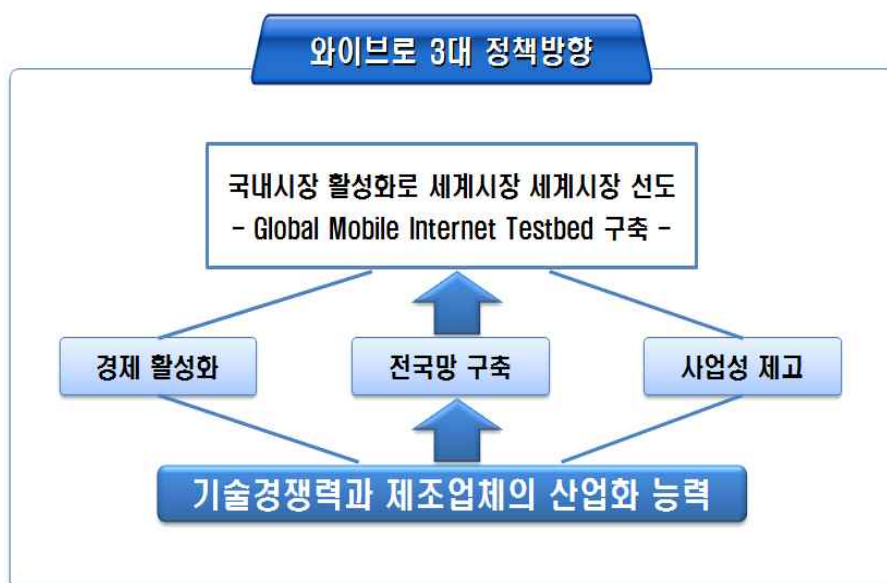 와이브로 3대 정책방향
국내시장 활성화로 세계시장 세계시장 선도
- Global Mobile Internet Testbed 구축 -
경제 활성화
전국망 구축
사업성 제고
기술경쟁력과 제조업체의 산업화 능력